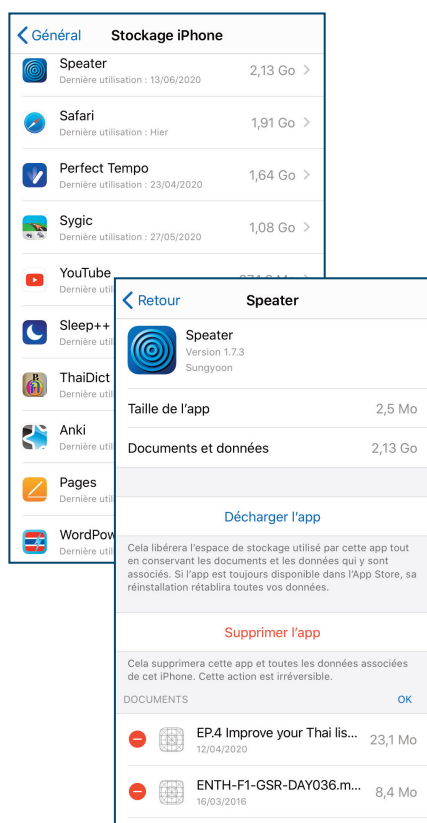 Général Stockage iPhone
Speater
Dernière utilisation : 13/06/2020
2,13 Go
Safari
Dernière utilisation : Hier
1,91 Go
Perfect Tempo
Dernière utilisation : 23/04/2020
1,64 Go
Sygic
Dernière utilisation : 27/05/2020
1,08 Go
YouTube
Dernière
Sleep++
Dernière
ThaiDict
Dernière
Anki
Dernière
Pages
Dernière
WordPow
Dernière
Retour Speater
Speater
Version 1.7.3
Sungyoon
Taille de l'app 2,5 Mo
Documents et données 2,13 Go
Décharger l'app
Cela libérera l'espace de stockage utilisé par cette app tout
en conservant les documents et les données qui y sont
associés. Si l'app est toujours disponible dans l'App Store, sa
réinstallation rétablira toutes vos données.
Supprimer l'app
Cela supprimera cette app et toutes les données associées
de cet iPhone. Cette action est irréversible.
DOCUMENTS OK
EP.4 Improve your Thai lis...
12/04/2020
23,1 Mo
ENTH-F1-GSR-DAY036.m...
16/03/2016
8,4 Mo